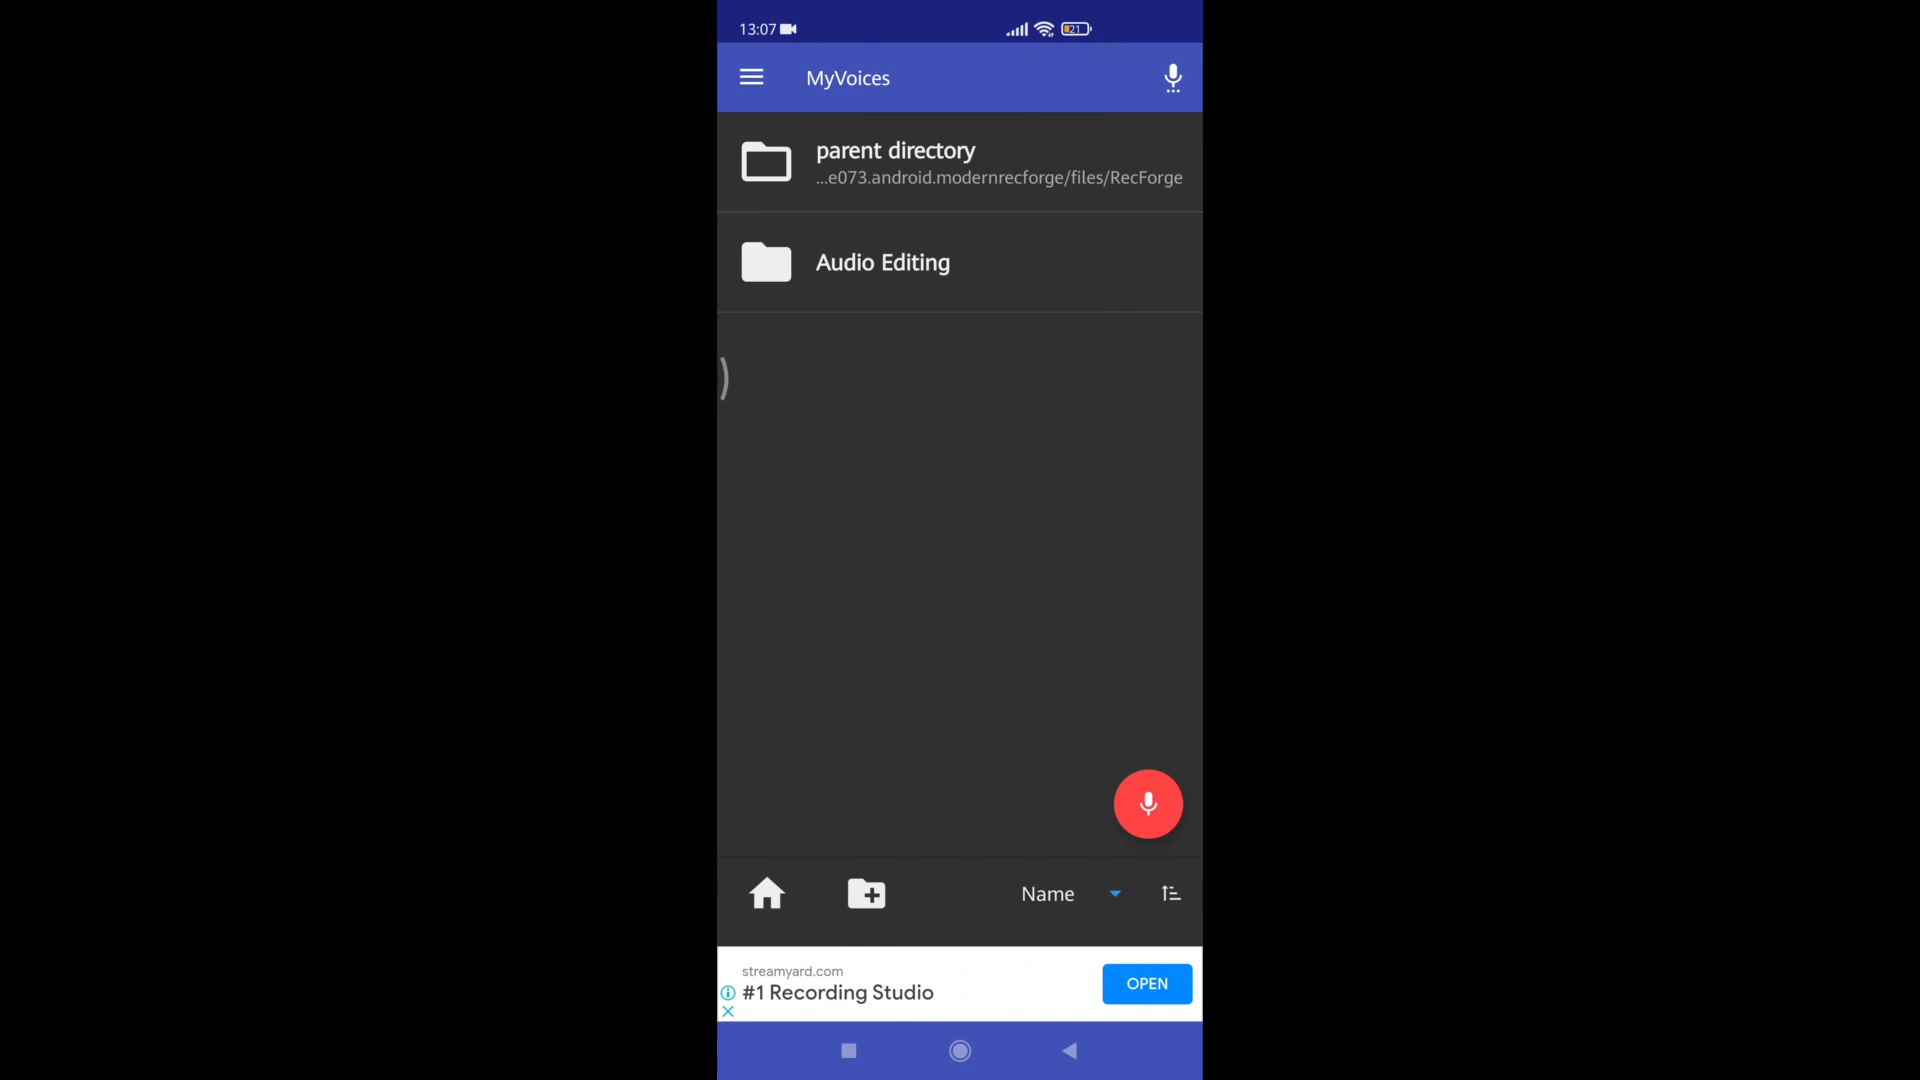 13:07
21
MyVoices
parent directory
...e073.android.modernrecforge/files/RecForge
Audio Editing
Name
streamyard.com
#1 Recording Studio
OPEN